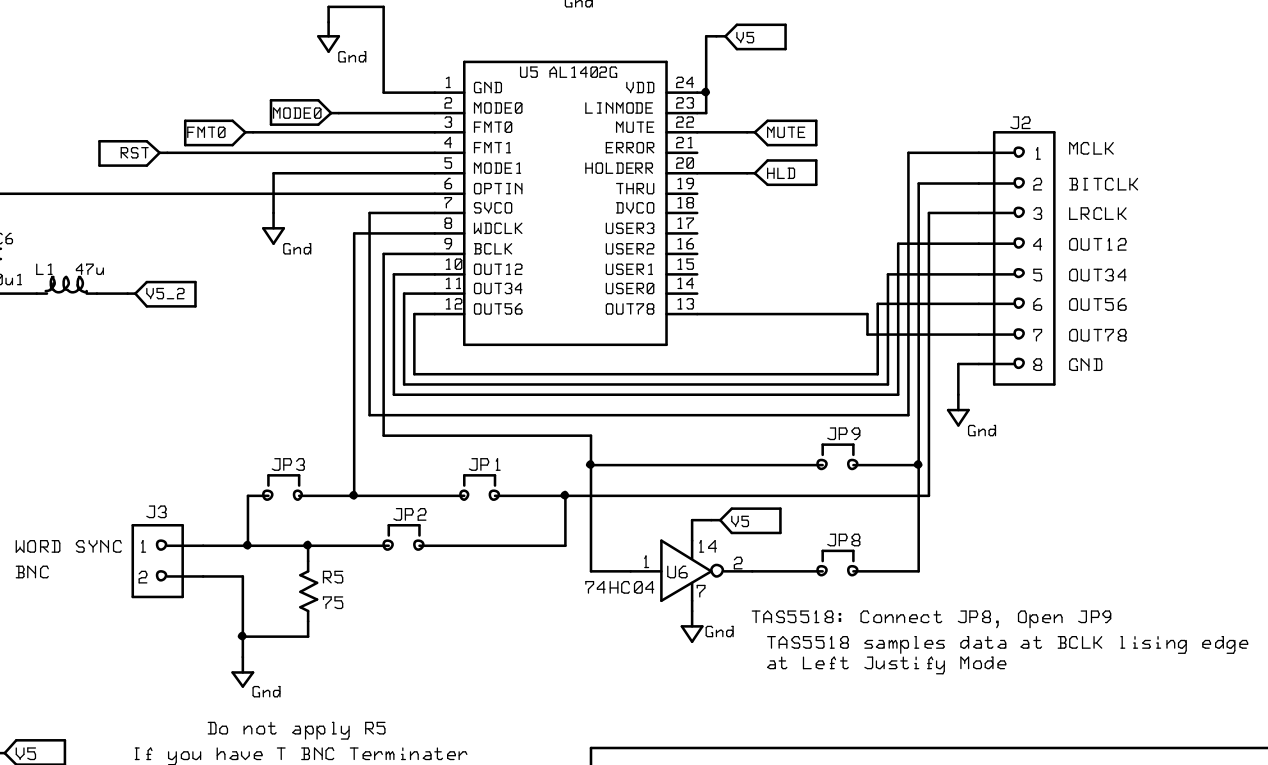 Gnd
Gnd
V5
U5 AL1402G
1 GND VDD 24
MODE0 2 MODE0 LINMODE 23
FMT0 3 FMT0 MUTE 22 MUTE
RST 4 FMT1 ERROR 21
5 MODE1 HOLDERR 20 HLD
6 OPTIN THRU 19
7 SVCO DVCO 18
8 WDCLK USER3 17
9 BCLK USER2 16
10 OUT12 USER1 15
11 OUT34 USER0 14
12 OUT56 OUT78 13
Gnd
J2
1 MCLK
2 BITCLK
3 LRCLK
4 OUT12
5 OUT34
6 OUT56
7 OUT78
8 GND
Gnd
L1 47u
V5_2
JP9
JP3
JP1
JP2
J3
WORD SYNC 1
BNC 2
R5
75
Gnd
V5
14
1 U6 2
74HC04 7
JP8
Gnd
TAS5518: Connect JP8, Open JP9
TAS5518 samples data at BCLK lising edge
at Left Justify Mode
Do not apply R5
If you have T BNC Terminater
V5